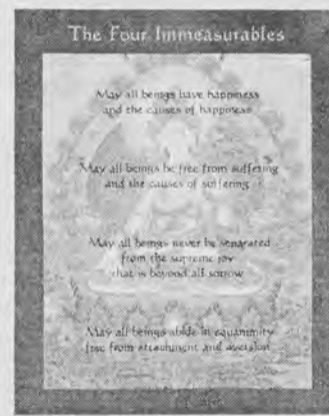 The Four Immeasurables
May all beings have happiness
and the causes of happiness
May all beings be free from suffering
and the causes of suffering
May all beings never be separated
from the supreme joy
that is beyond all sorrow
May all beings abide in equanimity
free from attachment and aversion